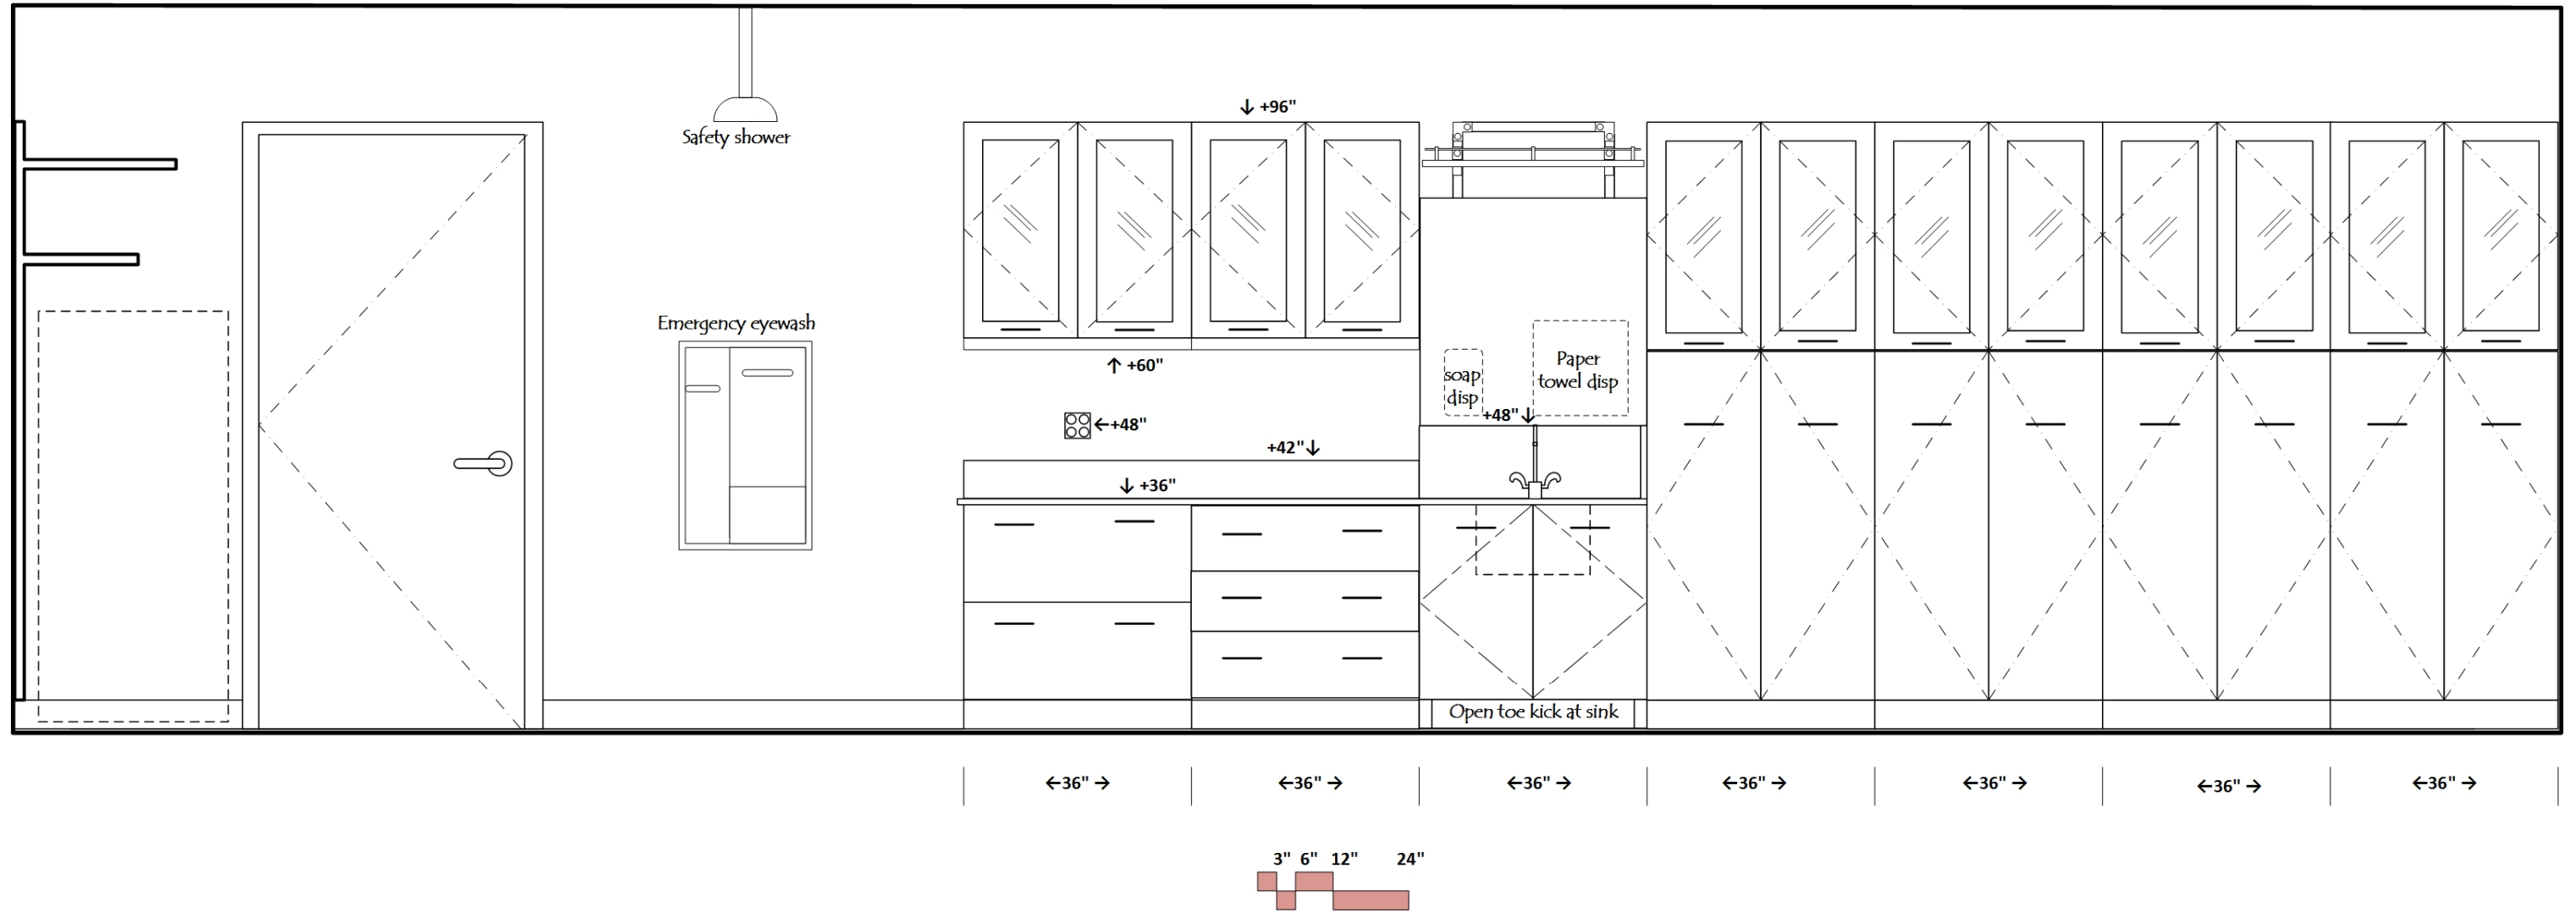 ↓ +96"
Safety shower
Emergency eyewash
↑ +60"
Paper
towel disp
soap
disp
+48" ↓
←+48"
+42" ↓
↓ +36"
Open toe kick at sink
←36" →
←36" →
←36" →
←36" →
←36" →
←36" →
←36" →
3" 6" 12" 24"